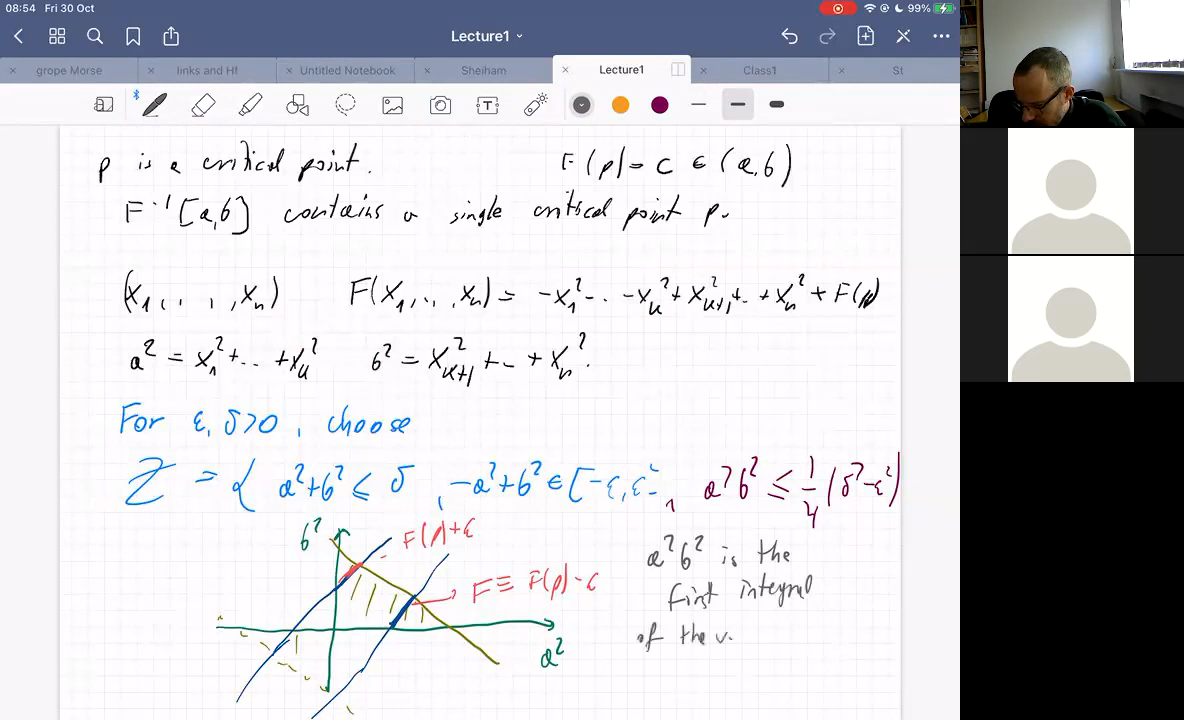 08:54 Fri 30 Oct
99%
Lecture1
grope Morse
links and Hf
Untitled Notebook
Sheiham
Lecture1
Class1
St
p is a critical point. F(p) = c ∈ (a,b)
F⁻¹[a,b] contains a single critical point p.
(x₁, . . , xₙ) F(x₁, .. , xₙ) = -x₁² - .. - xₖ² + xₖ₊₁² + .. + xₙ² + F(p)
a² = x₁² + .. + xₖ² b² = xₖ₊₁² + .. + xₙ².
For ε, δ > 0, choose
Z = { a² + b² ≤ δ, -a² + b² ∈ [-ε, ε², a²b² ≤ 1/4 (δ² - ε²)
b²
F(p)+ε
F ≡ F(p) - ε
a²
a²b² is the
first integral
of the v.